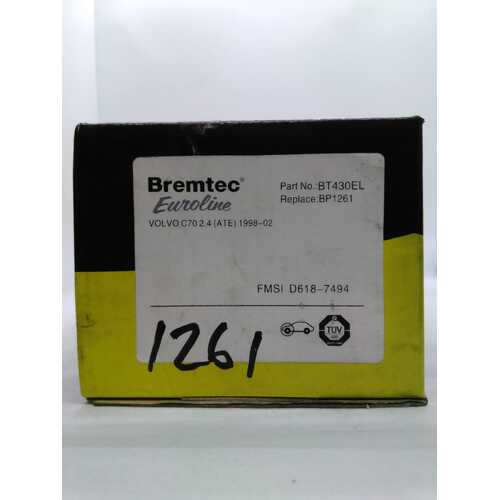 Bremtec®
Euroline
Part No.:BT430EL
Replace:BP1261
VOLVO C70 2.4 (ATE) 1998-02
FMSI D618-7494
1261
TÜV